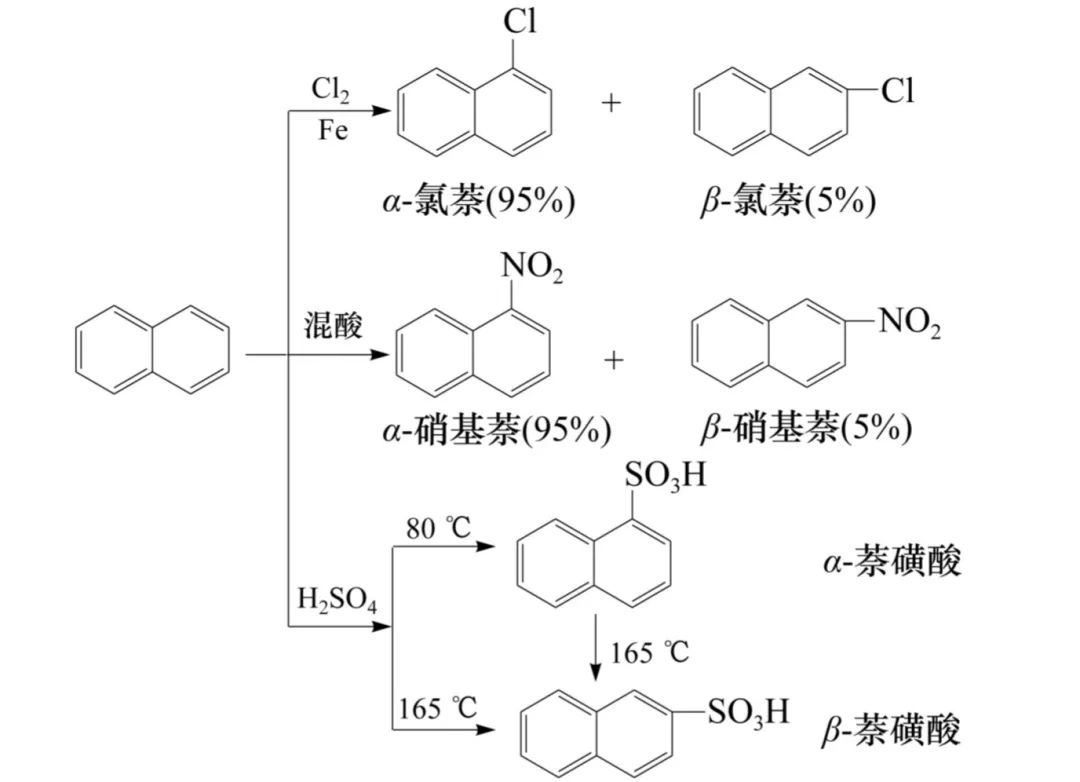 Cl
Cl₂
Fe
+
Cl
α-氯萘(95%)
β-氯萘(5%)
NO₂
混酸
+
NO₂
α-硝基萘(95%)
β-硝基萘(5%)
SO₃H
80 ℃
α-萘磺酸
H₂SO₄
165 ℃
165 ℃
SO₃H
β-萘磺酸